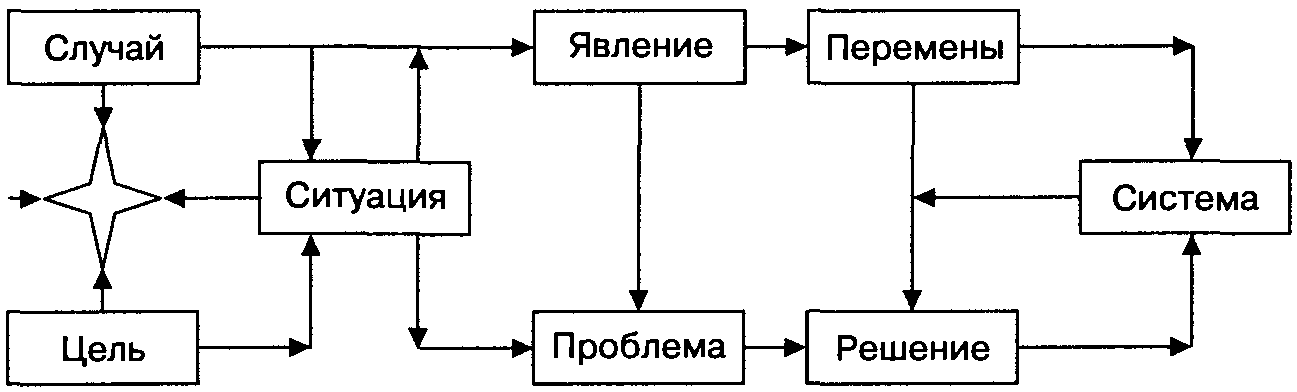 Случай
Явление
Перемены
Ситуация
Система
Цель
Проблема
Решение